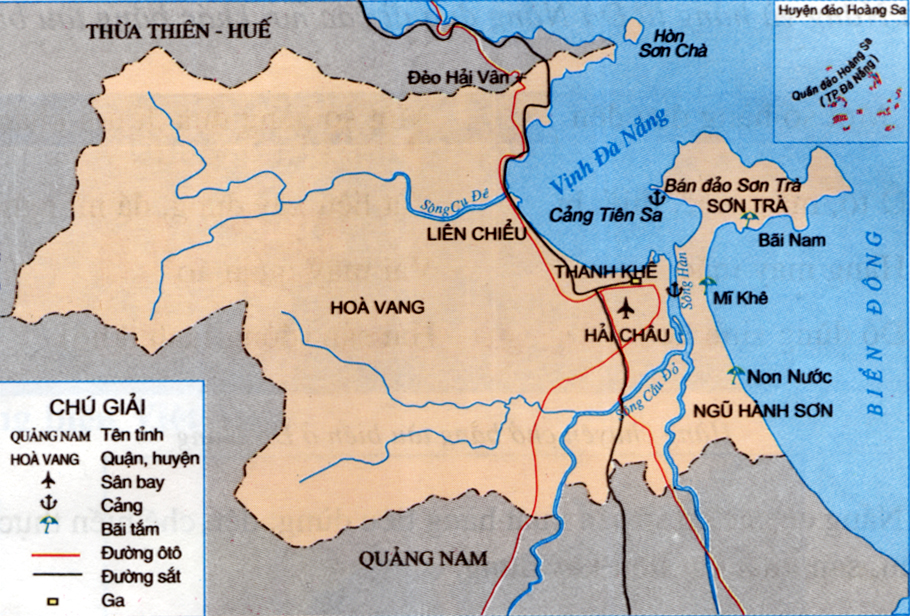 THỪA THIÊN - HUẾ
Hòn
Sơn Chà
Huyện đảo Hoàng Sa
Quần đảo Hoàng Sa
(TP Đà Nẵng)
Đèo Hải Vân
Vịnh Đà Nẵng
Sông Cu Đê
Bán đảo Sơn Trà
SƠN TRÀ
Cảng Tiên Sa
LIÊN CHIỂU
Bãi Nam
THANH KHÊ
Sông Hàn
Mĩ Khê
HOÀ VANG
HẢI CHÂU
BIỂN ĐÔNG
Non Nước
Sông Cầu Đỏ
NGŨ HÀNH SƠN
QUẢNG NAM
CHÚ GIẢI
QUẢNG NAM Tên tỉnh
HOÀ VANG Quận, huyện
Sân bay
Cảng
Bãi tắm
Đường ôtô
Đường sắt
Ga